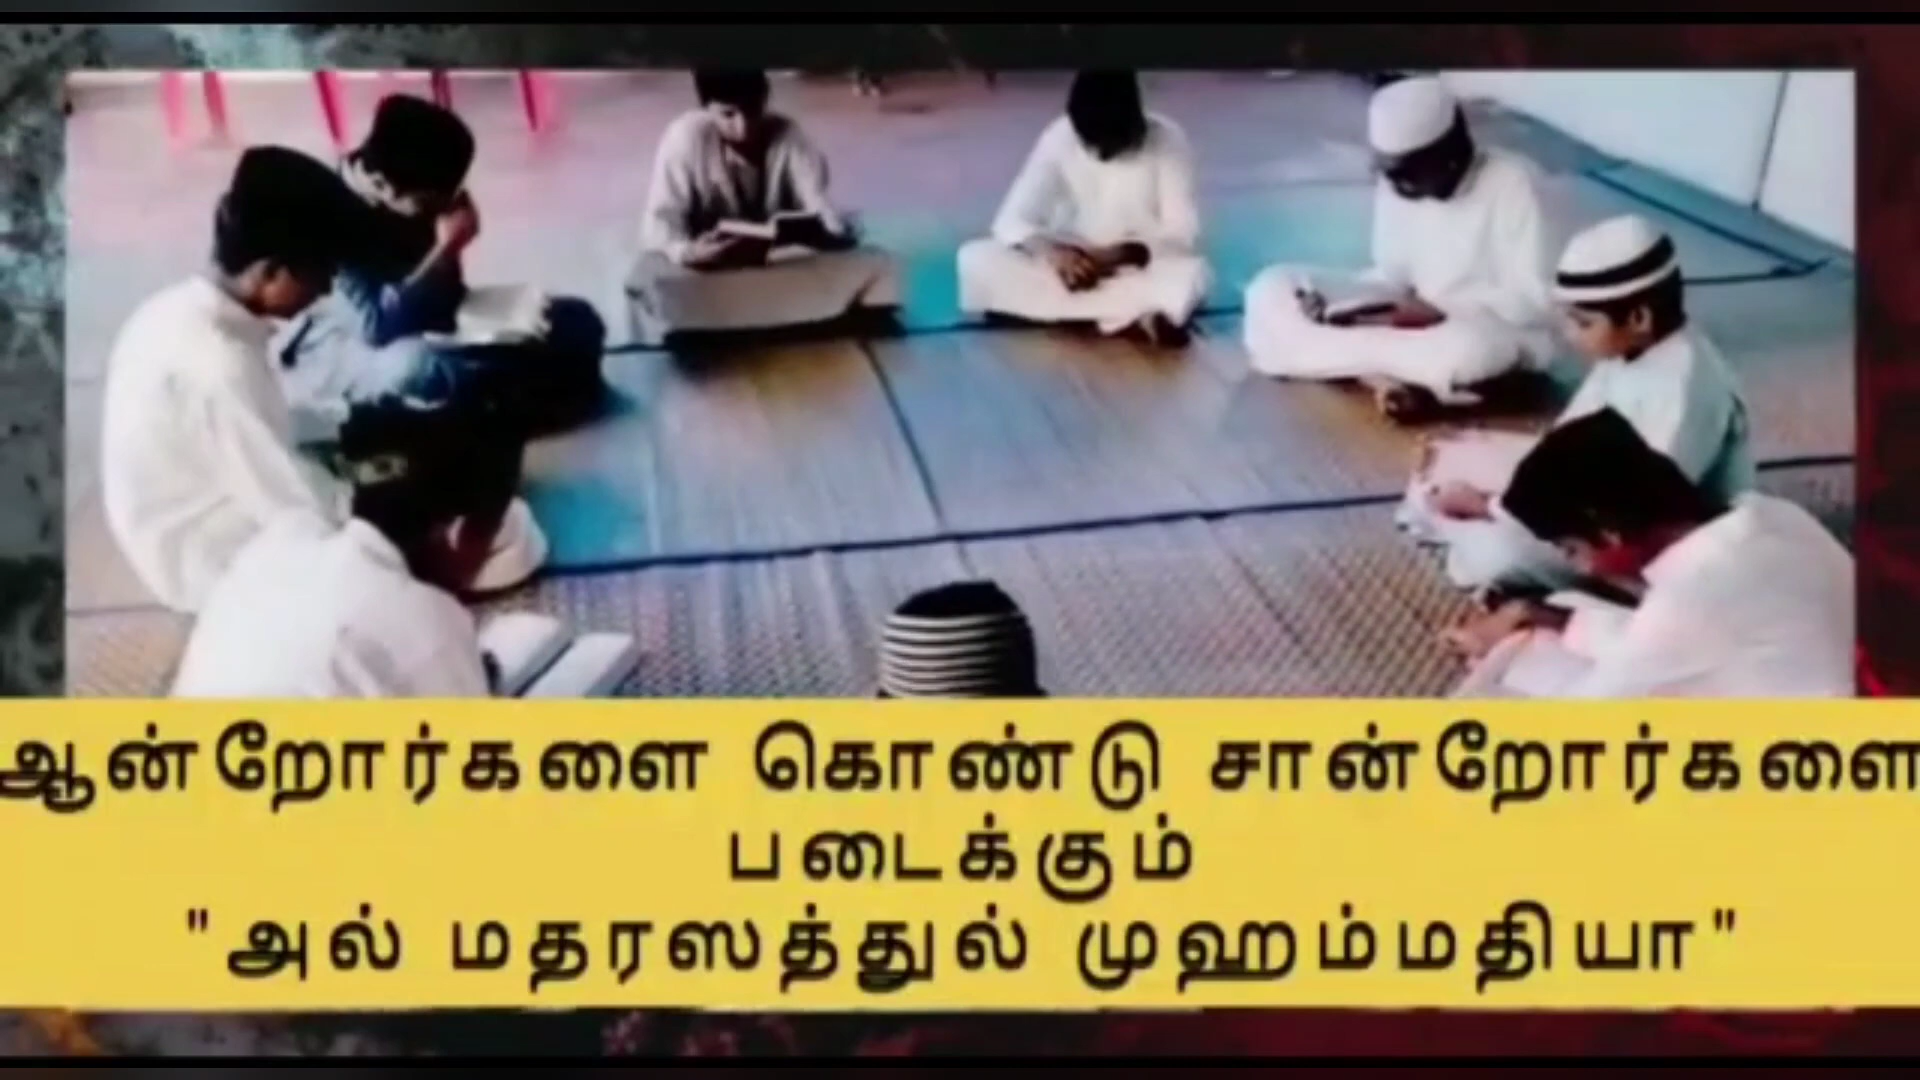 ஆன்றோர்களை கொண்டு சான்றோர்களை
படைக்கும்
"அல் மதரஸத்துல் முஹம்மதியா"